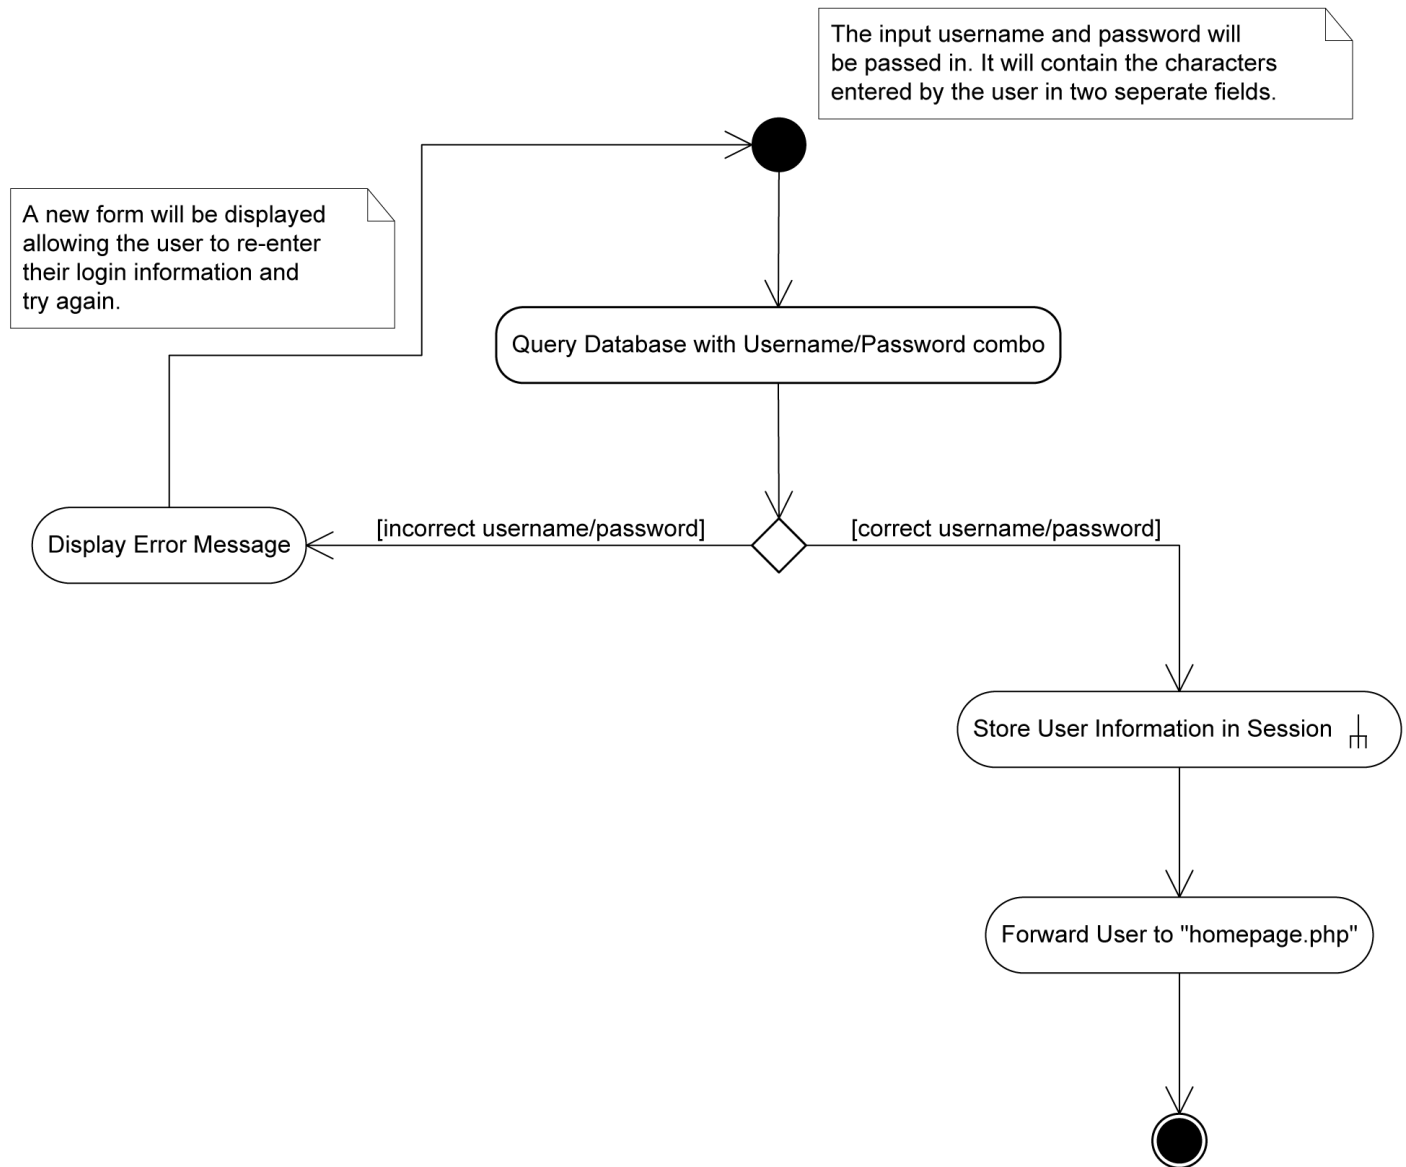 The input username and password will
be passed in. It will contain the characters
entered by the user in two seperate fields.
A new form will be displayed
allowing the user to re-enter
their login information and
try again.
Query Database with Username/Password combo
[incorrect username/password]
[correct username/password]
Display Error Message
Store User Information in Session
Forward User to "homepage.php"